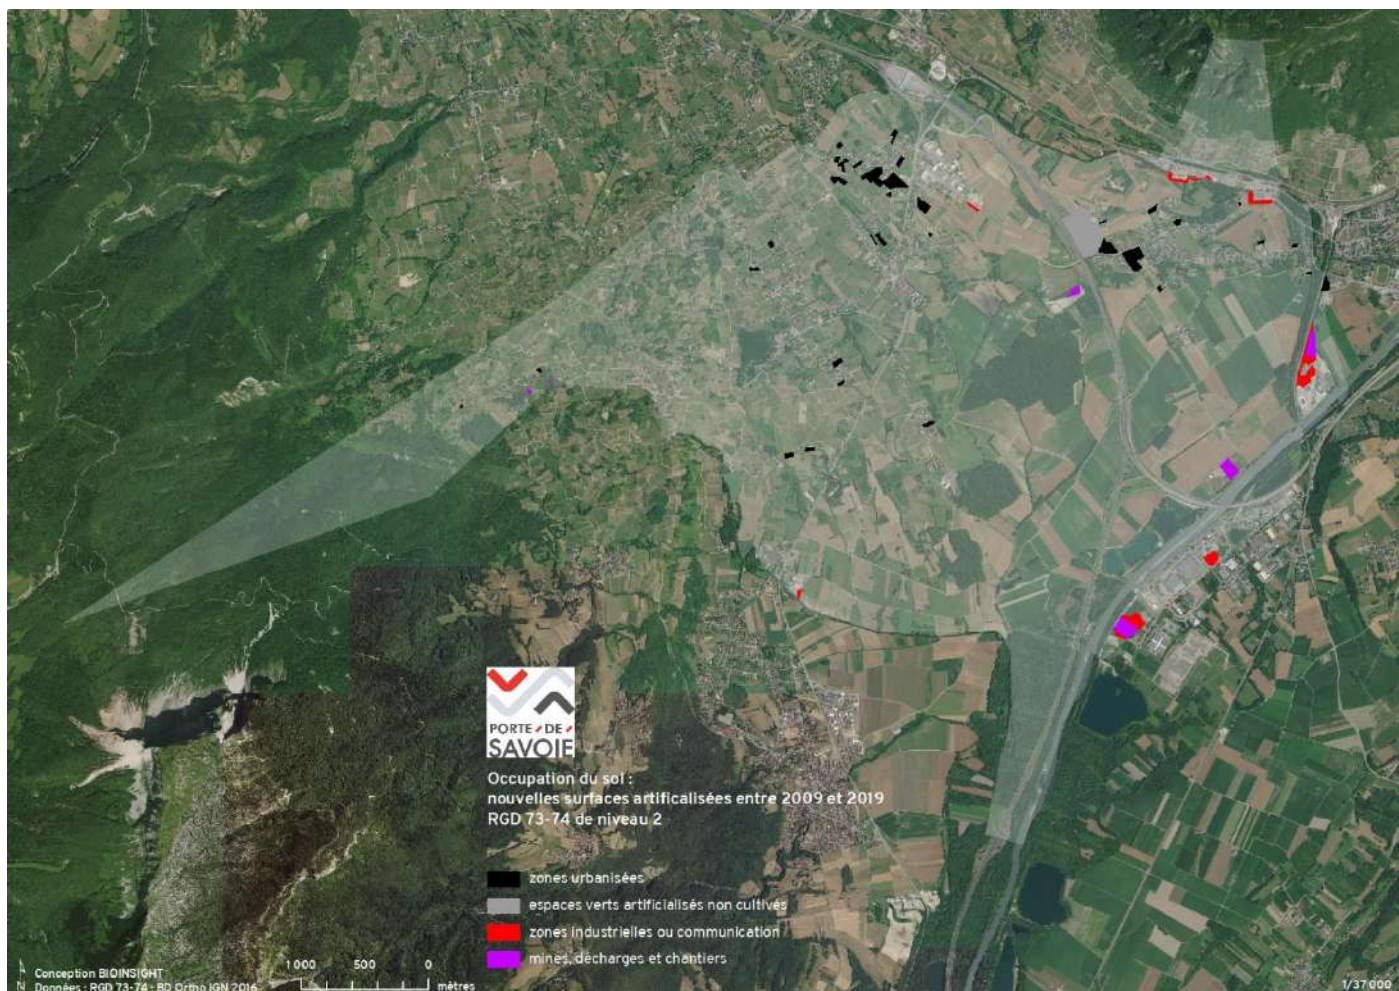 PORTE-DE-
SAVOIE
Occupation du sol :
nouvelles surfaces artificalisées entre 2009 et 2019
RGD 73-74 de niveau 2
zones urbanisées
espaces verts artificialisés non cultivés
zones industrielles ou communication
mines, décharges et chantiers
N
Conception BIOINSIGHT
Données : RGD 73-74 - BD Ortho IGN 2016
1 000 500 0
mètres
1/37 000